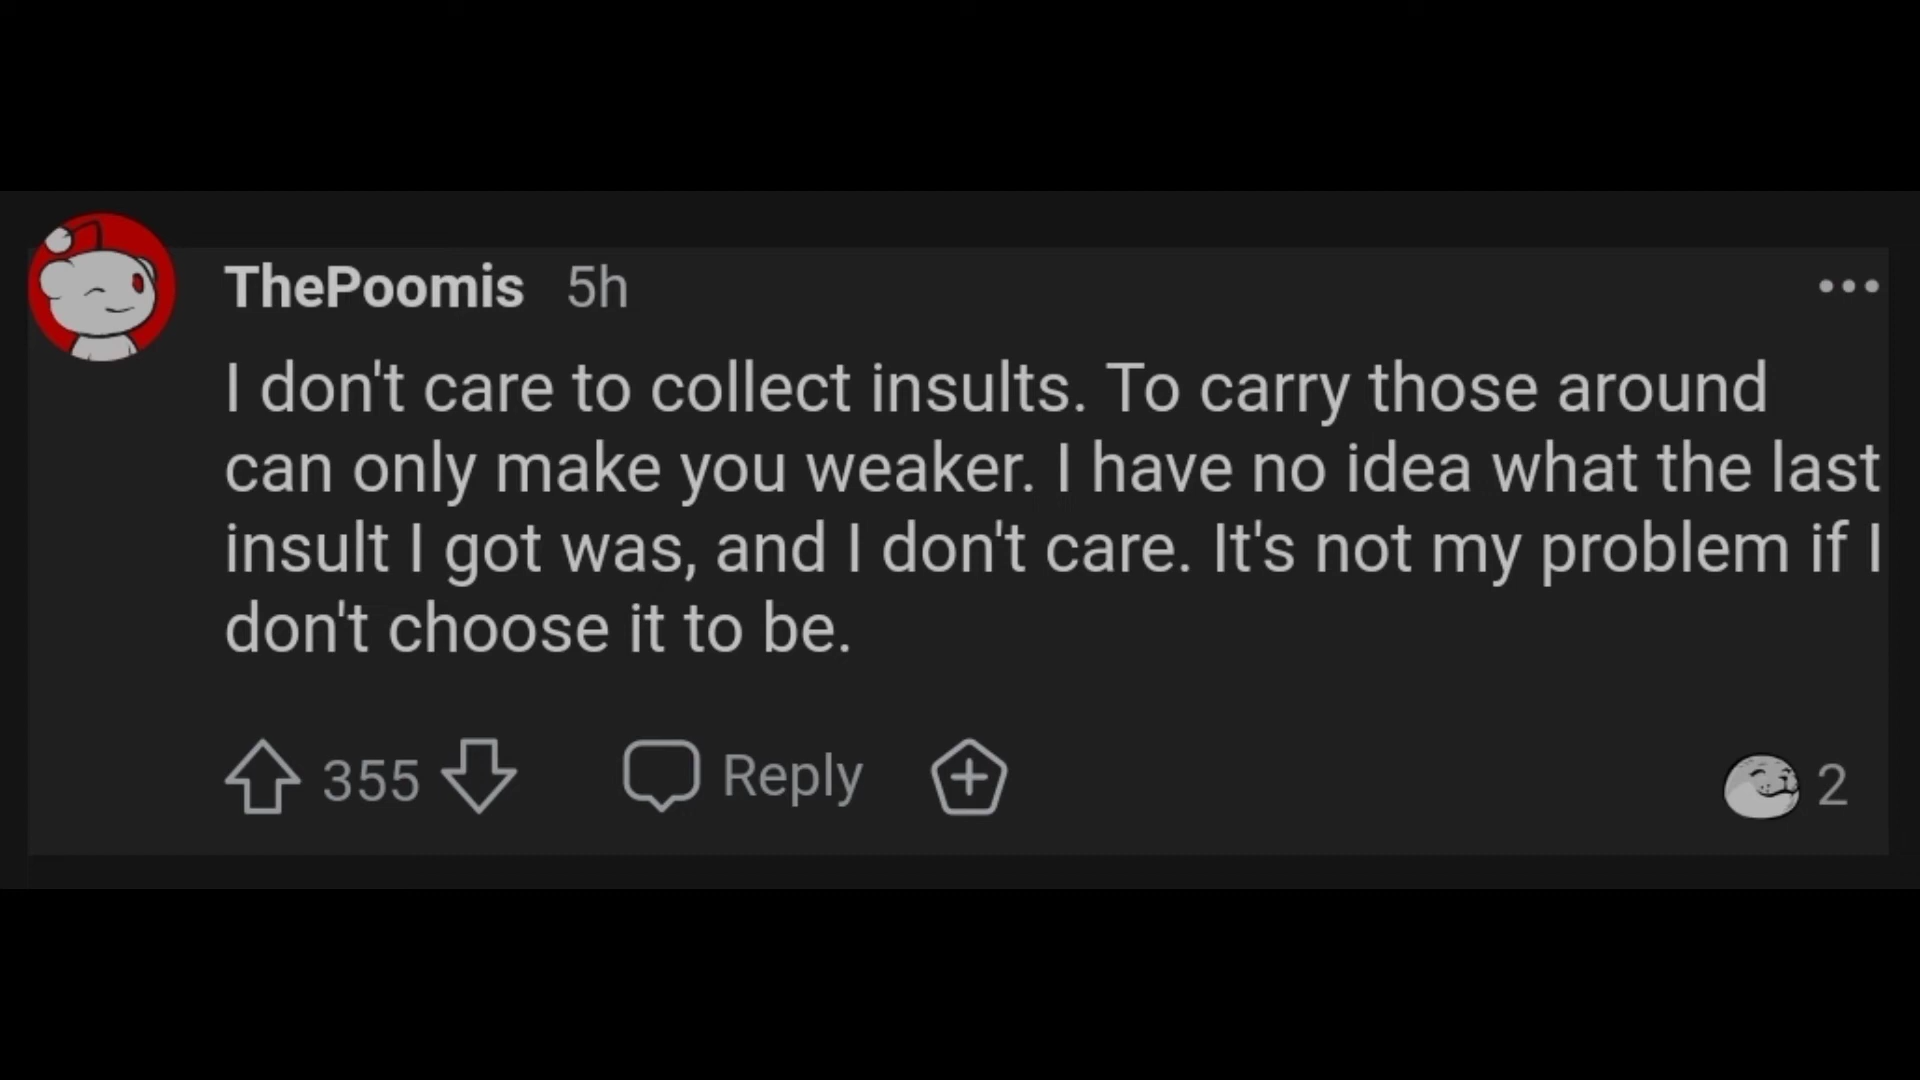 ThePoomis 5h
I don't care to collect insults. To carry those around
can only make you weaker. I have no idea what the last
insult I got was, and I don't care. It's not my problem if I
don't choose it to be.
355 Reply 2